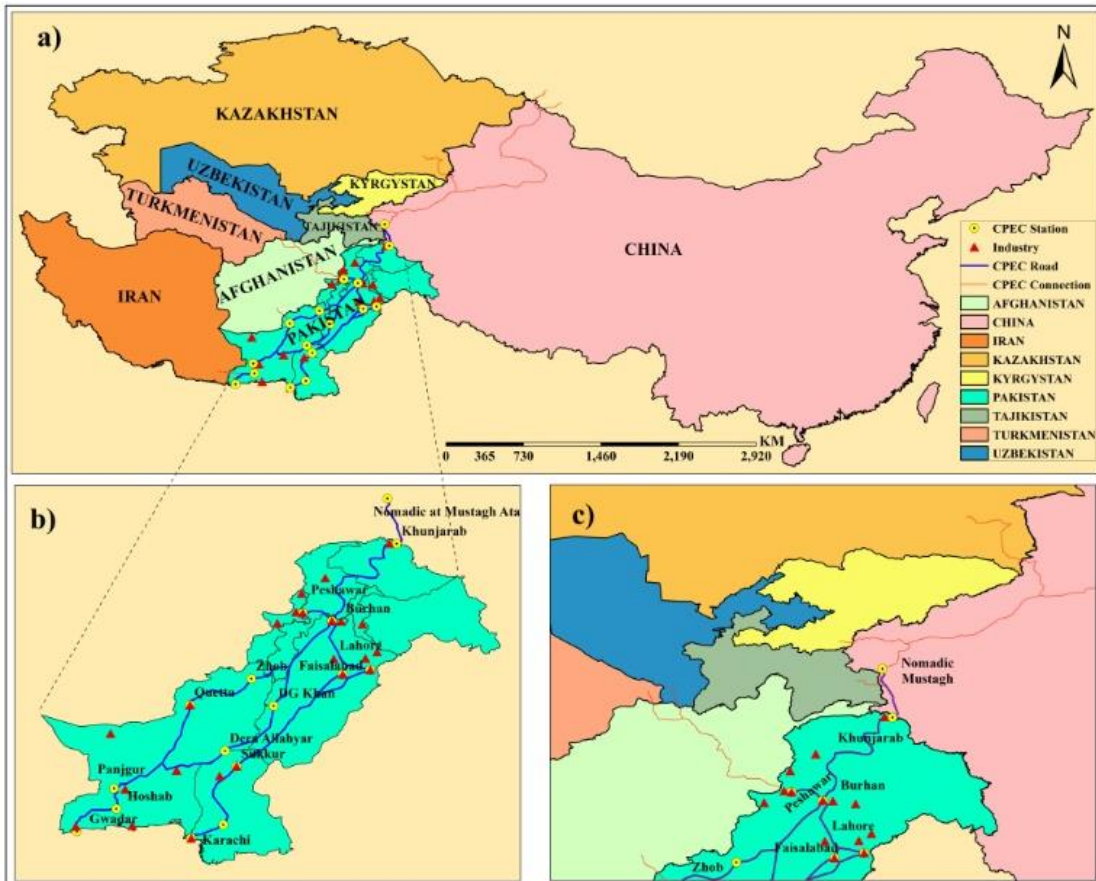 a)
N
KAZAKHSTAN
UZBEKISTAN
KYRGYSTAN
TURKMENISTAN
TAJIKISTAN
CHINA
AFGHANISTAN
IRAN
PAKISTAN
CPEC Station
Industry
CPEC Road
CPEC Connection
AFGHANISTAN
CHINA
IRAN
KAZAKHSTAN
KYRGYSTAN
PAKISTAN
TAJIKISTAN
TURKMENISTAN
UZBEKISTAN
KM
0 365 730 1,460 2,190 2,920
b)
Nomadic at Mustagh Ata
Khunjarab
Peshawar
Burhan
Lahore
Zhob
Faisalabad
Quetta
DG Khan
Dera Allahyar
Sukkur
Panjgur
Hoshab
Gwadar
Karachi
c)
Nomadic
Mustagh
Khunjarab
Peshawar
Burhan
Lahore
Faisalabad
Zhob